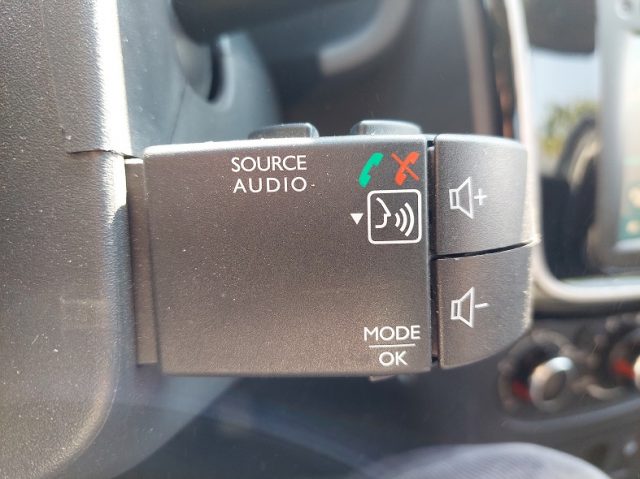 SOURCE
AUDIO
+
-
MODE
OK